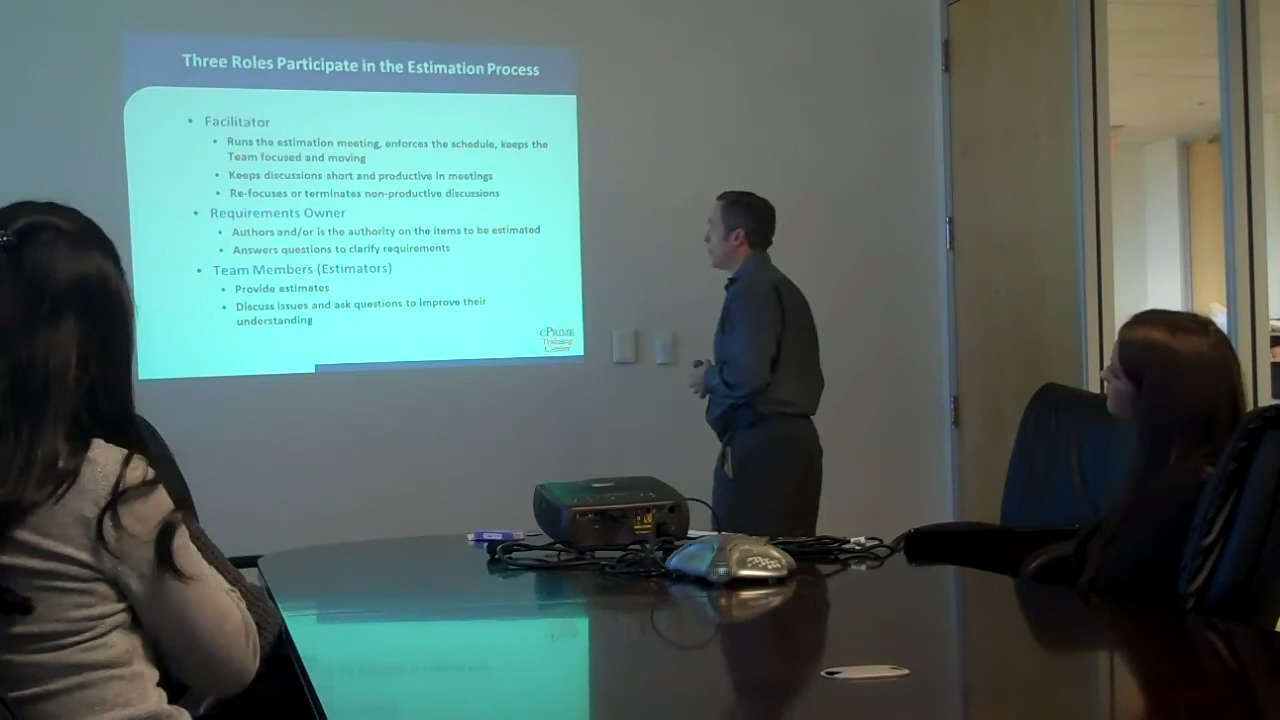 Three Roles Participate in the Estimation Process
• Facilitator
• Runs the estimation meeting, enforces the schedule, keeps the
Team focused and moving
• Keeps discussions short and productive in meetings
• Re-focuses or terminates non-productive discussions
• Requirements Owner
• Authors and/or is the authority on the items to be estimated
• Answers questions to clarify requirements
• Team Members (Estimators)
• Provide estimates
• Discuss issues and ask questions to improve their
understanding
cPRIME
Training
Center